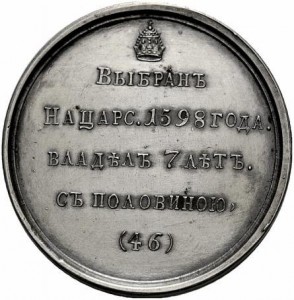 ВЫБРАНЪ
НА ЦАРС. 1598 ГОДА.
ВЛАДѢЛЪ 7 ЛѢТЪ.
СЪ ПОЛОВИНОЮ,
(46)